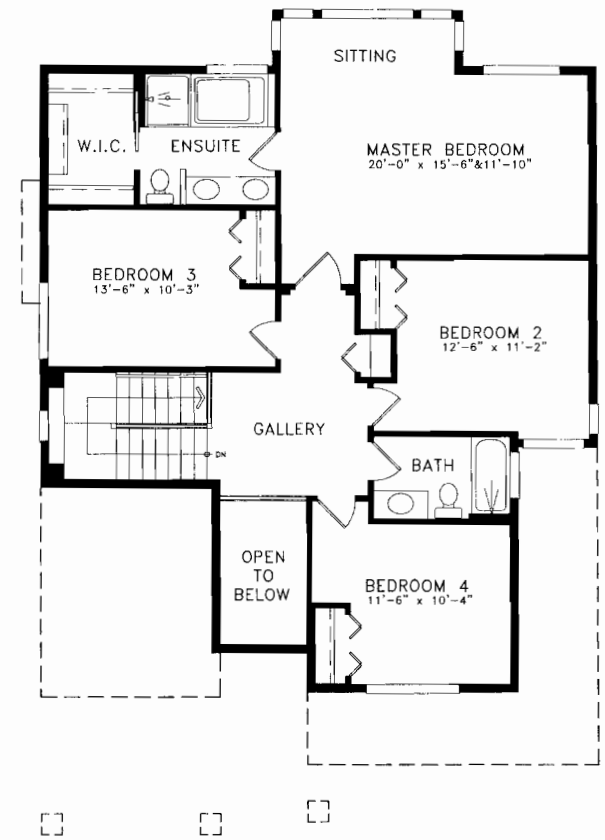 SITTING
W.I.C.
ENSUITE
MASTER BEDROOM
20'-0" x 15'-6"&11'-10"
BEDROOM 3
13'-6" x 10'-3"
BEDROOM 2
12'-6" x 11'-2"
GALLERY
DN
BATH
OPEN
TO
BELOW
BEDROOM 4
11'-6" x 10'-4"